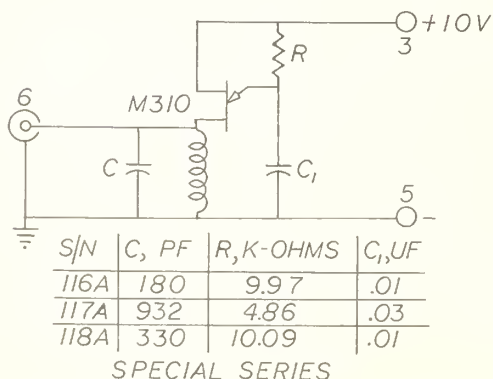 +10V
3
R
6
M310
C
C1
5
-
S/N C, PF R, K-OHMS C1, UF
116A 180 9.97 .01
117A 932 4.86 .03
118A 330 10.09 .01
SPECIAL SERIES